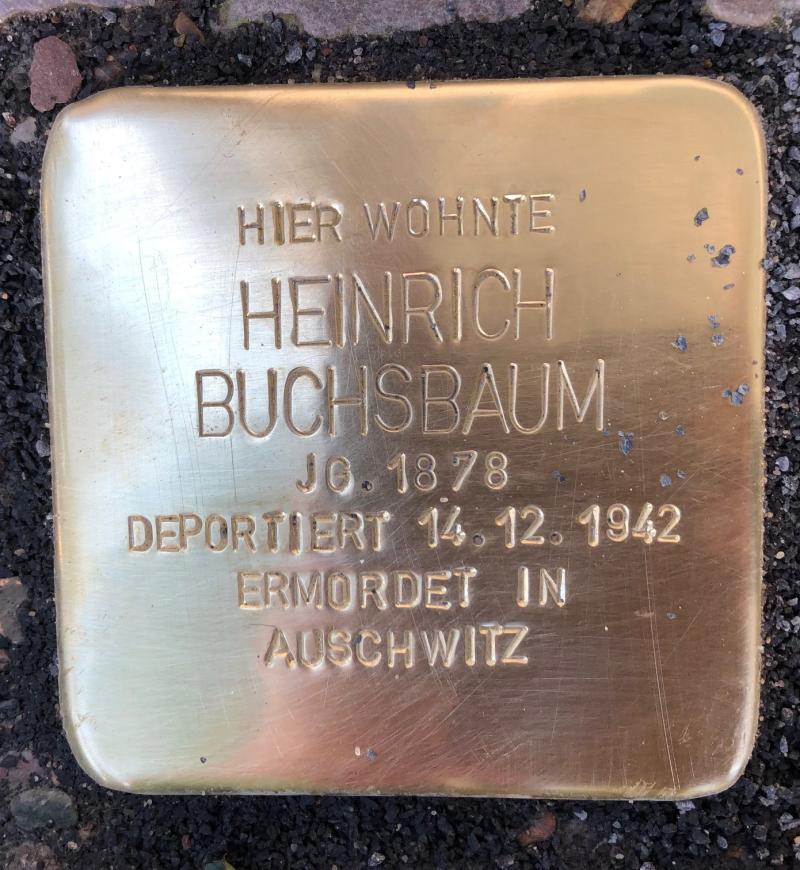 HIER WOHNTE
HEINRICH
BUCHSBAUM
JG. 1878
DEPORTIERT 14.12.1942
ERMORDET IN
AUSCHWITZ